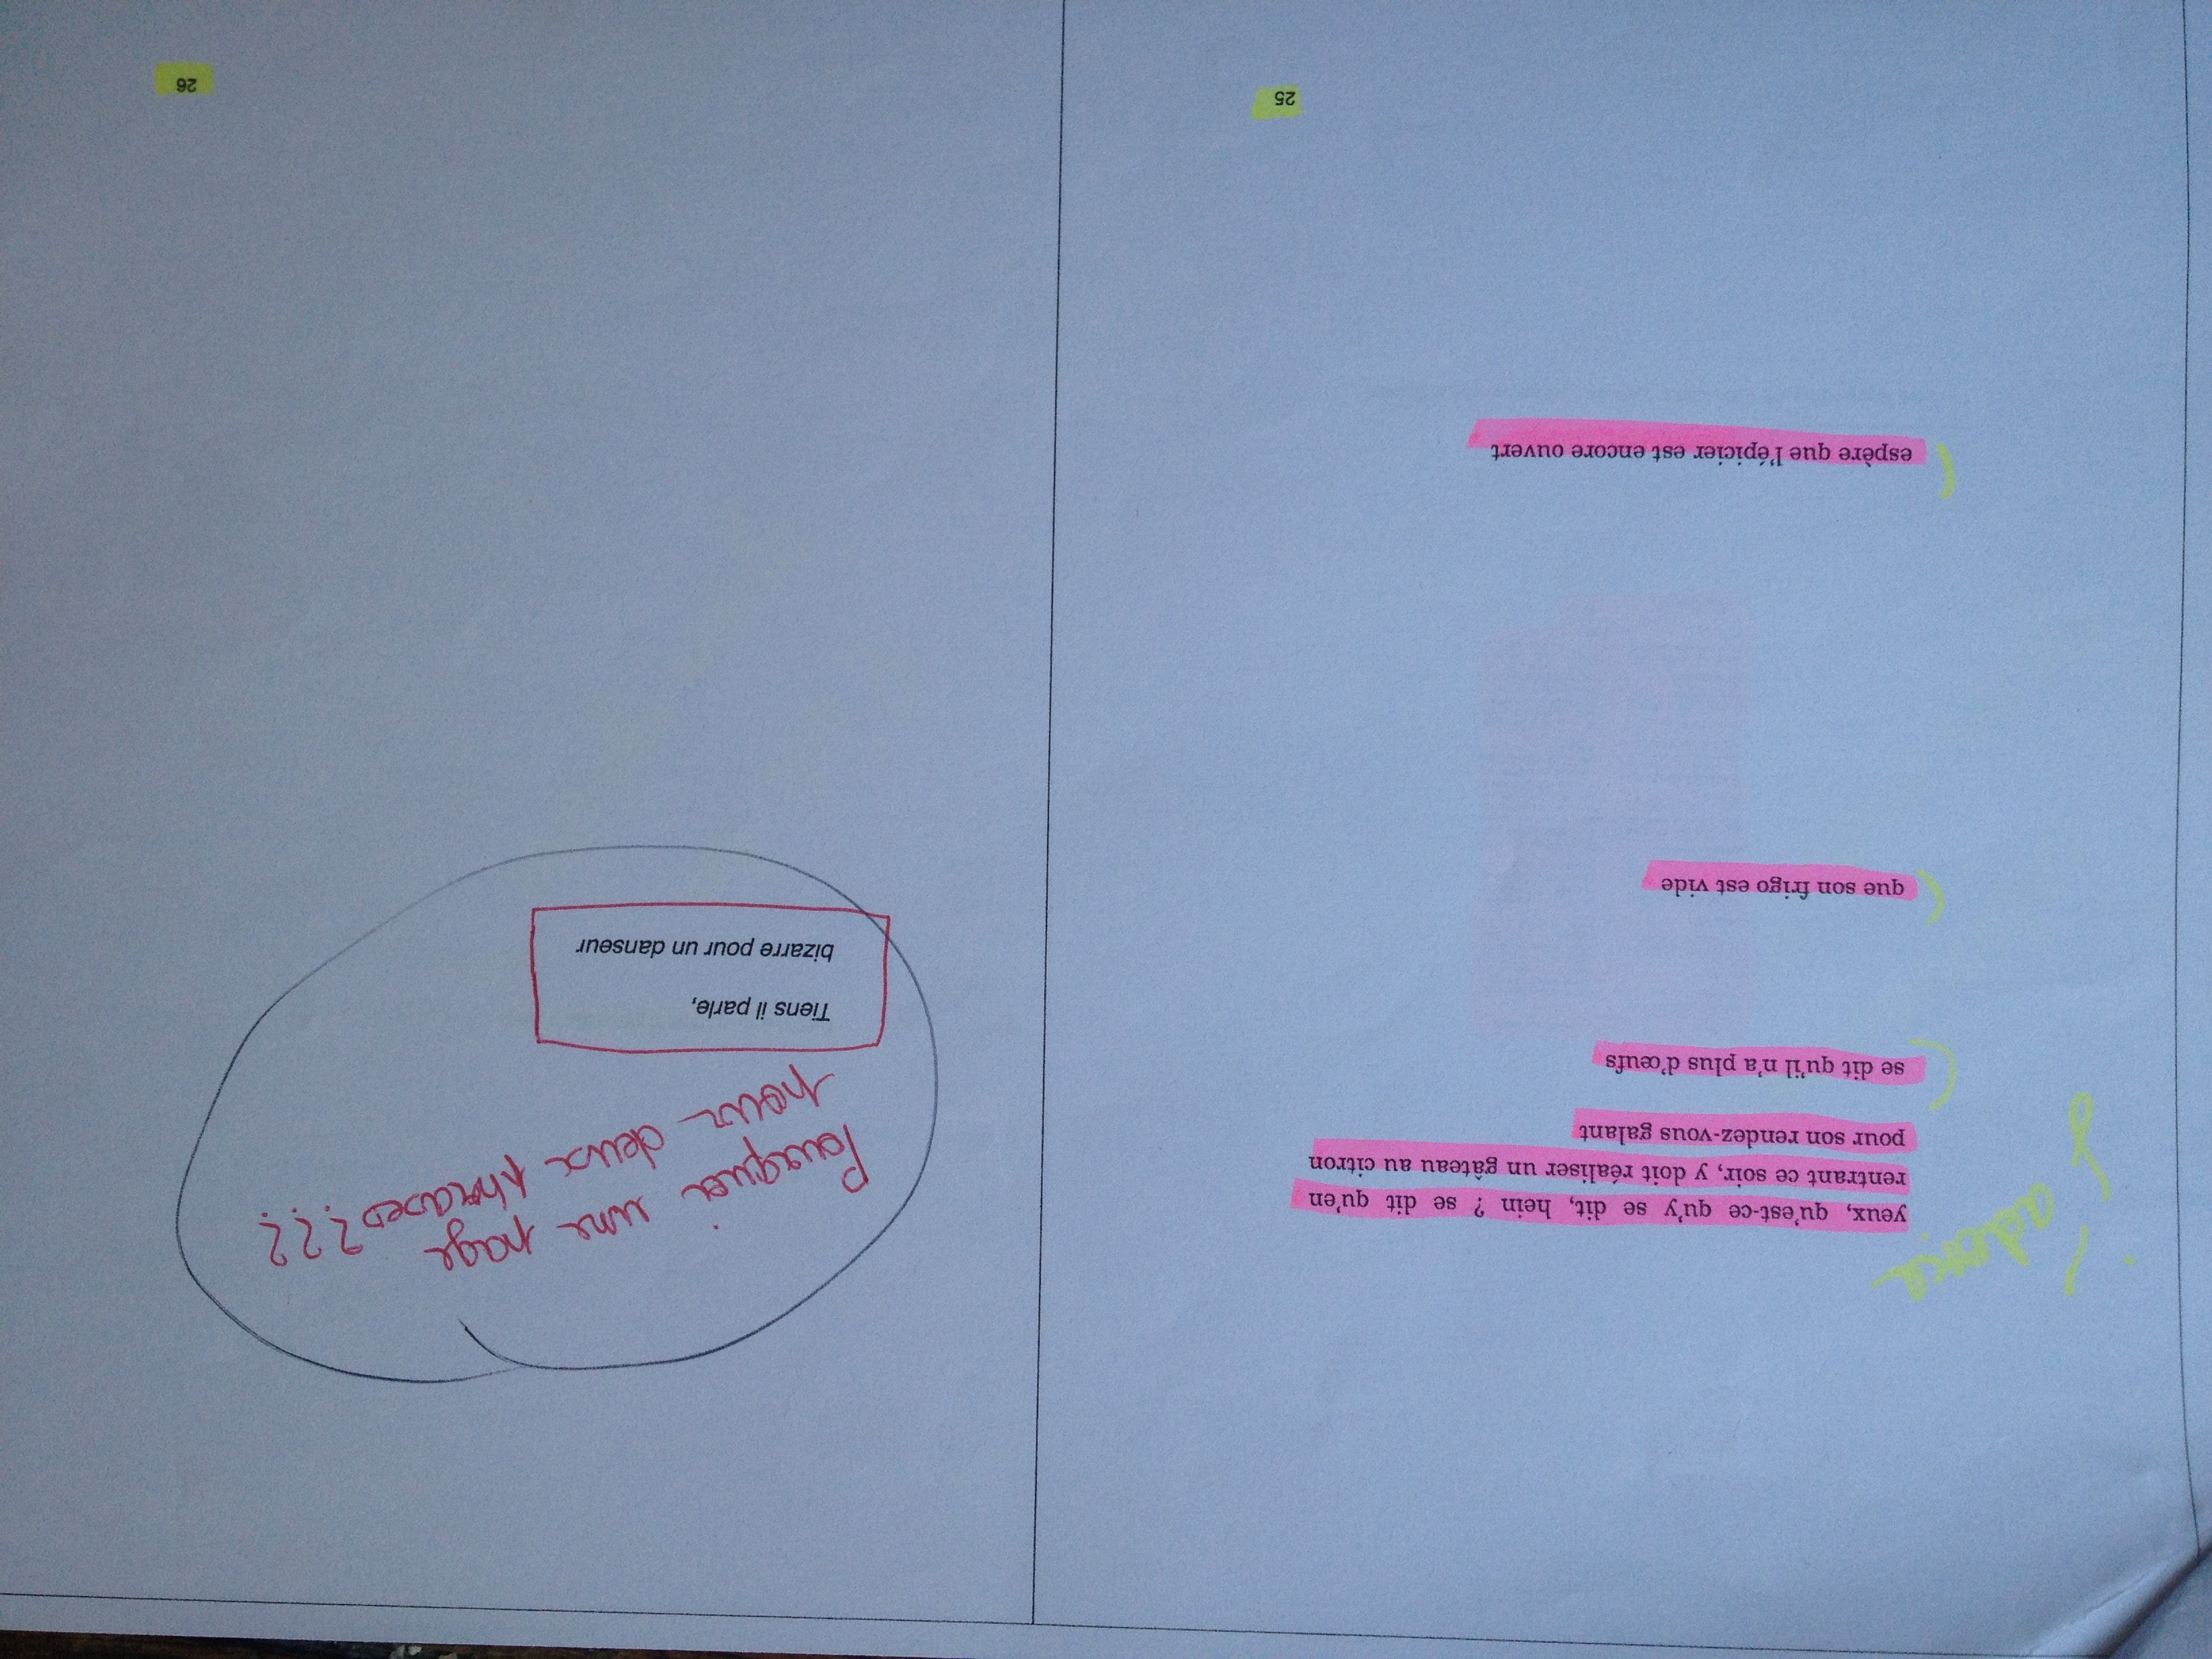 J'adore
yeux, qu'est-ce qu'y se dit, hein ? se dit qu'en
rentrant ce soir, y doit réaliser un gâteau au citron
pour son rendez-vous galant
se dit qu'il n'a plus d'œufs
que son frigo est vide
espère que l'épicier est encore ouvert
25
Pourquoi une page
pour deux phrases???
Tiens il parle,
bizarre pour un danseur
26